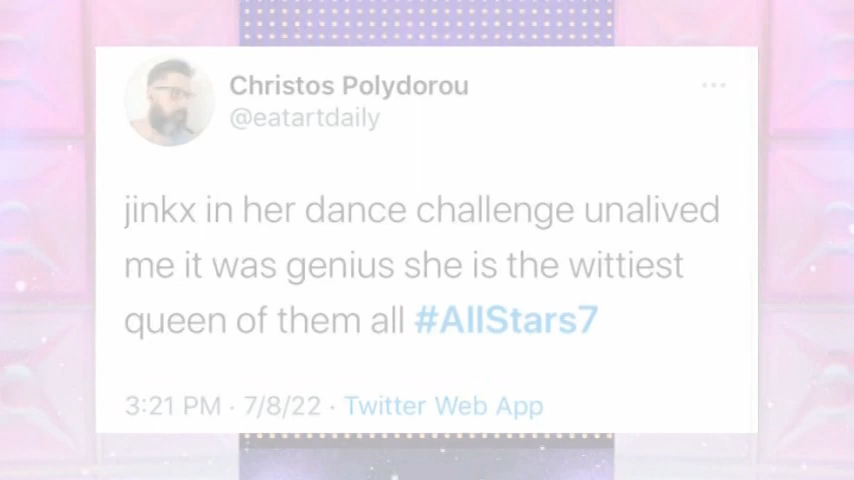 Christos Polydorou
@eatartdaily
jinkx in her dance challenge unalived
me it was genius she is the wittiest
queen of them all #AllStars7
3:21 PM · 7/8/22 · Twitter Web App